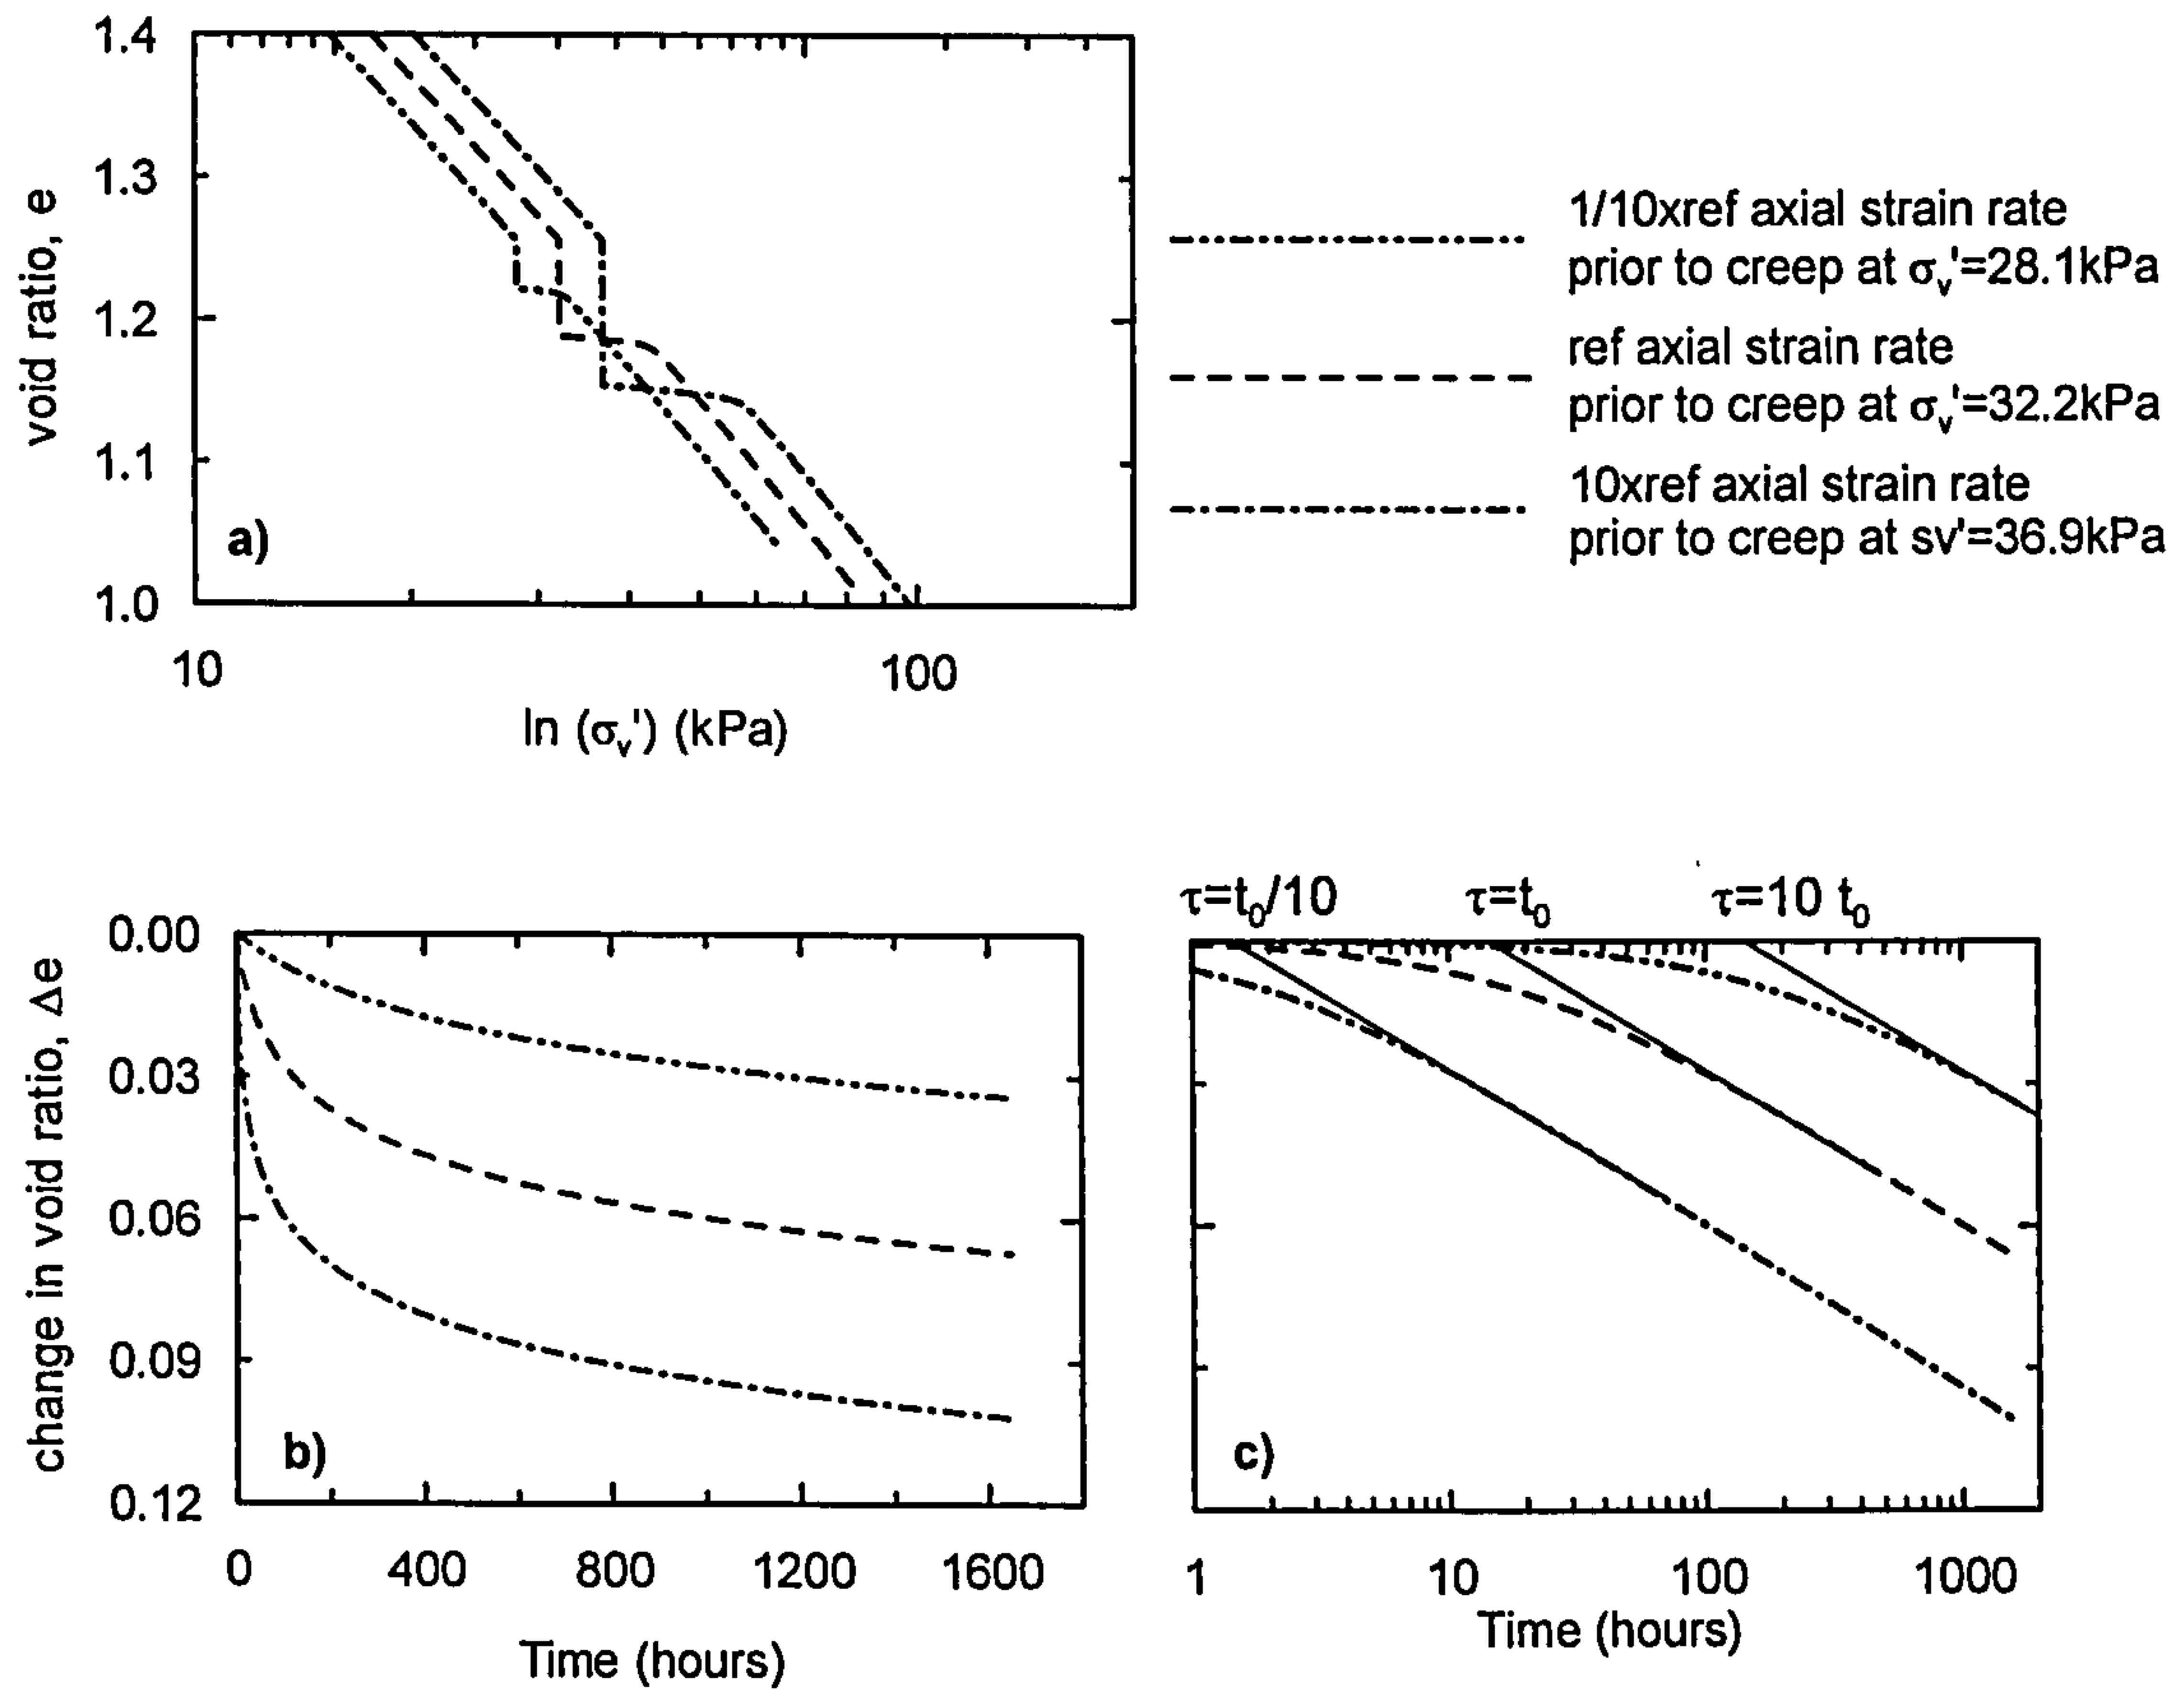 1.4
1.3
1.2
1.1
1.0
void ratio, e
a)
10
100
ln (σv') (kPa)
1/10xref axial strain rate
prior to creep at σv'=28.1kPa
ref axial strain rate
prior to creep at σv'=32.2kPa
10xref axial strain rate
prior to creep at sv'=36.9kPa
0.00
0.03
0.06
0.09
0.12
change in void ratio, Δe
b)
0
400
800
1200
1600
Time (hours)
τ=t0/10
τ=t0
τ=10 t0
c)
1
10
100
1000
Time (hours)